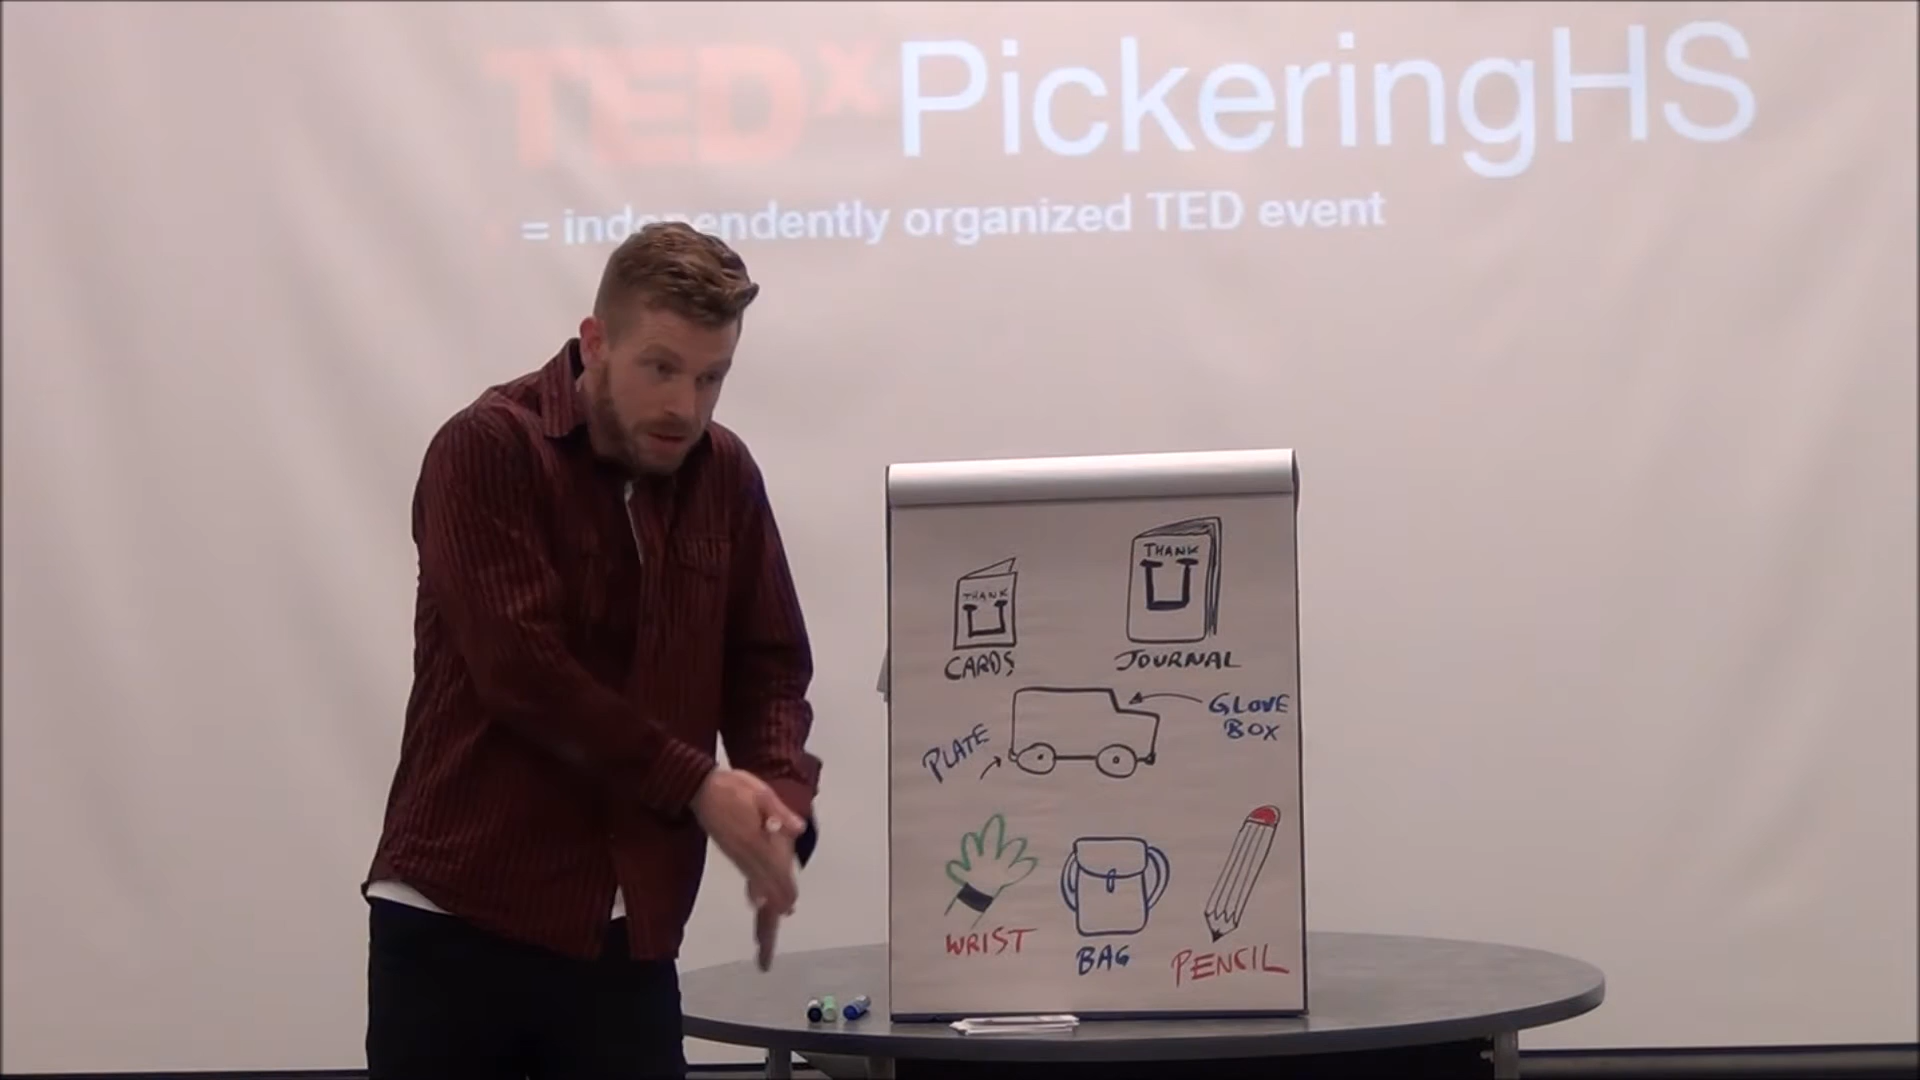 TEDx PickeringHS
= independently organized TED event
THANK
U
CARDS
THANK
U
JOURNAL
GLOVE
BOX
PLATE
WRIST
BAG
PENCIL